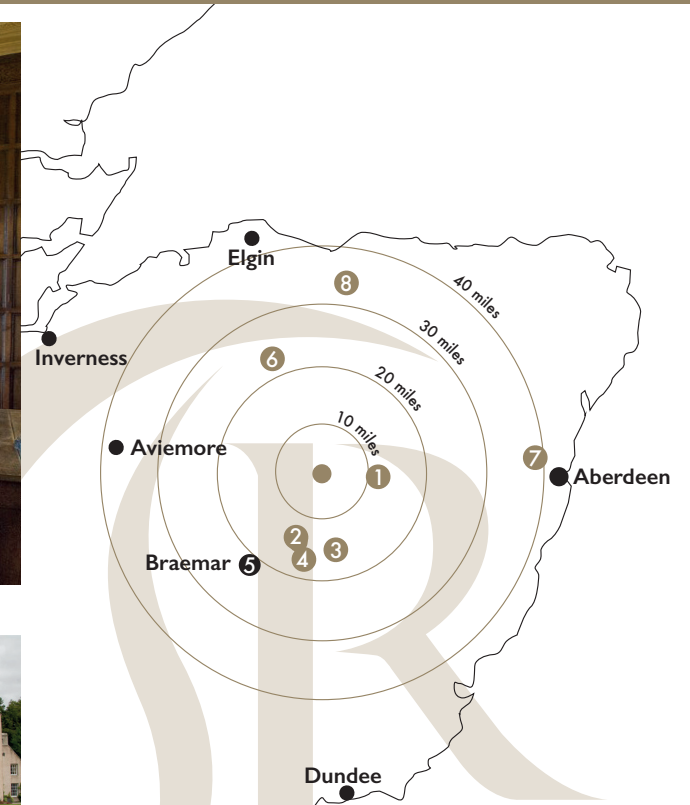 Elgin
8
40 miles
30 miles
Inverness
6
20 miles
10 miles
Aviemore
7
1
Aberdeen
2
3
4
Braemar 5
Dundee